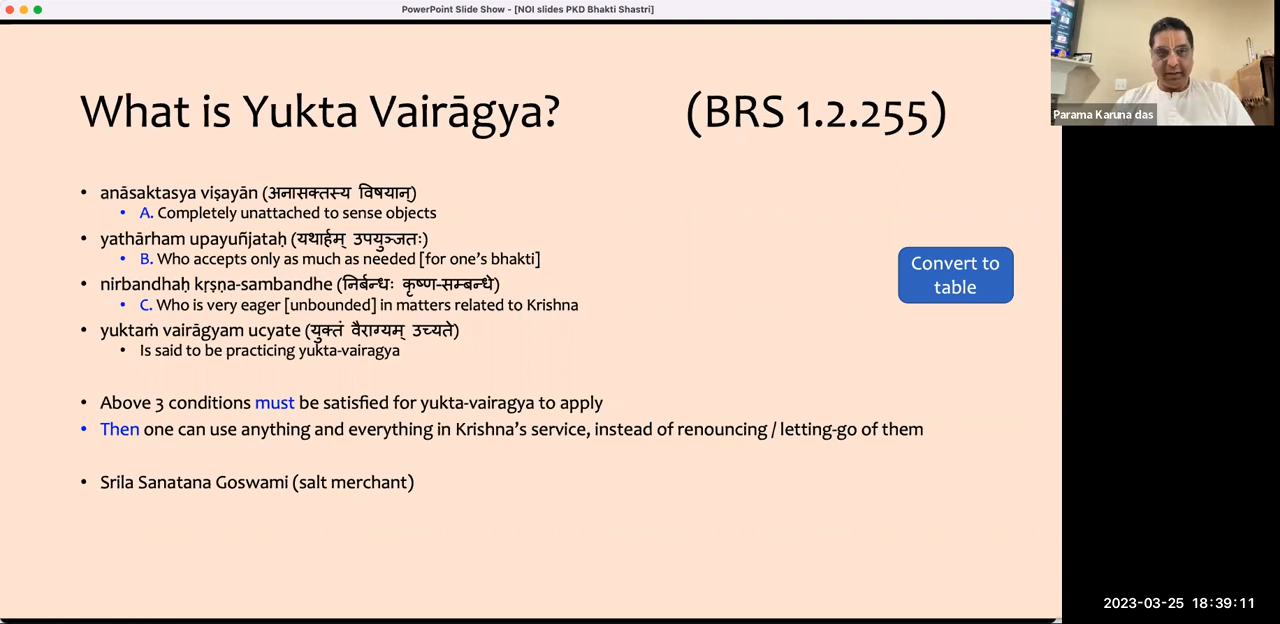 PowerPoint Slide Show - [NOI slides PKD Bhakti Shastri]
What is Yukta Vairāgya? (BRS 1.2.255)
• anāsaktasya viṣayān (अनासक्तस्य विषयान्)
• A. Completely unattached to sense objects
• yathārham upayuñjataḥ (यथार्हम् उपयुञ्जतः)
• B. Who accepts only as much as needed [for one’s bhakti]
• nirbandhaḥ kṛṣṇa-sambandhe (निर्बन्धः कृष्ण-सम्बन्धे)
• C. Who is very eager [unbounded] in matters related to Krishna
• yuktaṁ vairāgyam ucyate (युक्तं वैराग्यम् उच्यते)
• Is said to be practicing yukta-vairagya
• Above 3 conditions must be satisfied for yukta-vairagya to apply
• Then one can use anything and everything in Krishna’s service, instead of renouncing / letting-go of them
• Srila Sanatana Goswami (salt merchant)
Convert to
table
Parama Karuna das
2023-03-25 18:39:11